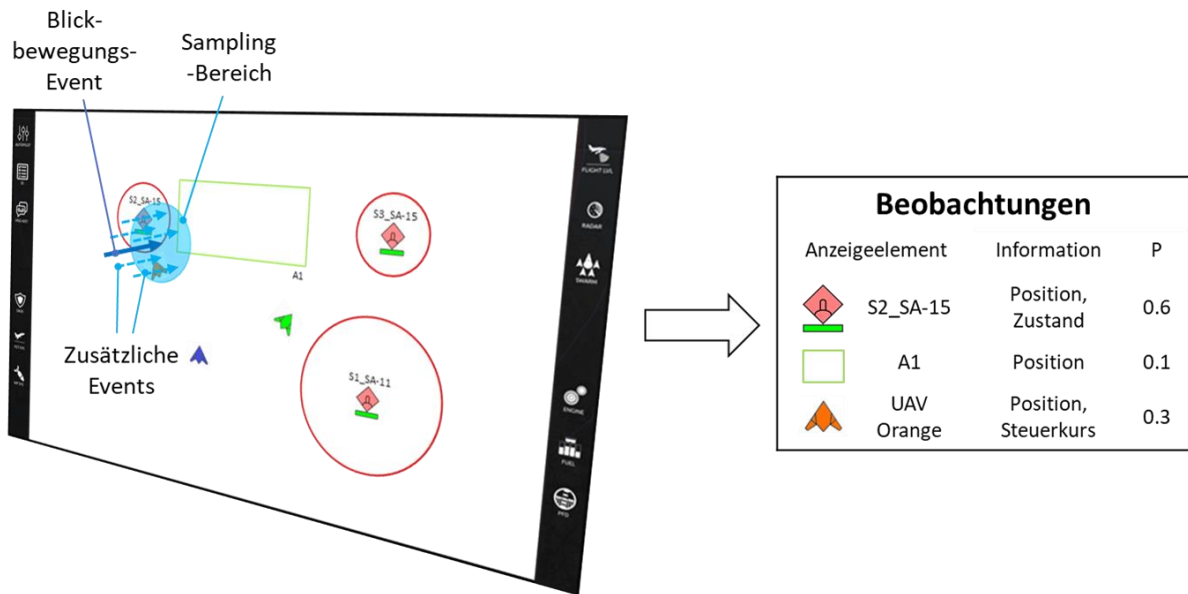 Blick-
bewegungs-
Event
Sampling
-Bereich
AUTOPILOT
FLIGHT LVL
RADAR
SWARM
ENGINE
FUEL
PFD
S2_SA-15
S3_SA-15
A1
S1_SA-11
Zusätzliche
Events
Beobachtungen
Anzeigeelement Information P
S2_SA-15 Position, Zustand 0.6
A1 Position 0.1
UAV Orange Position, Steuerkurs 0.3